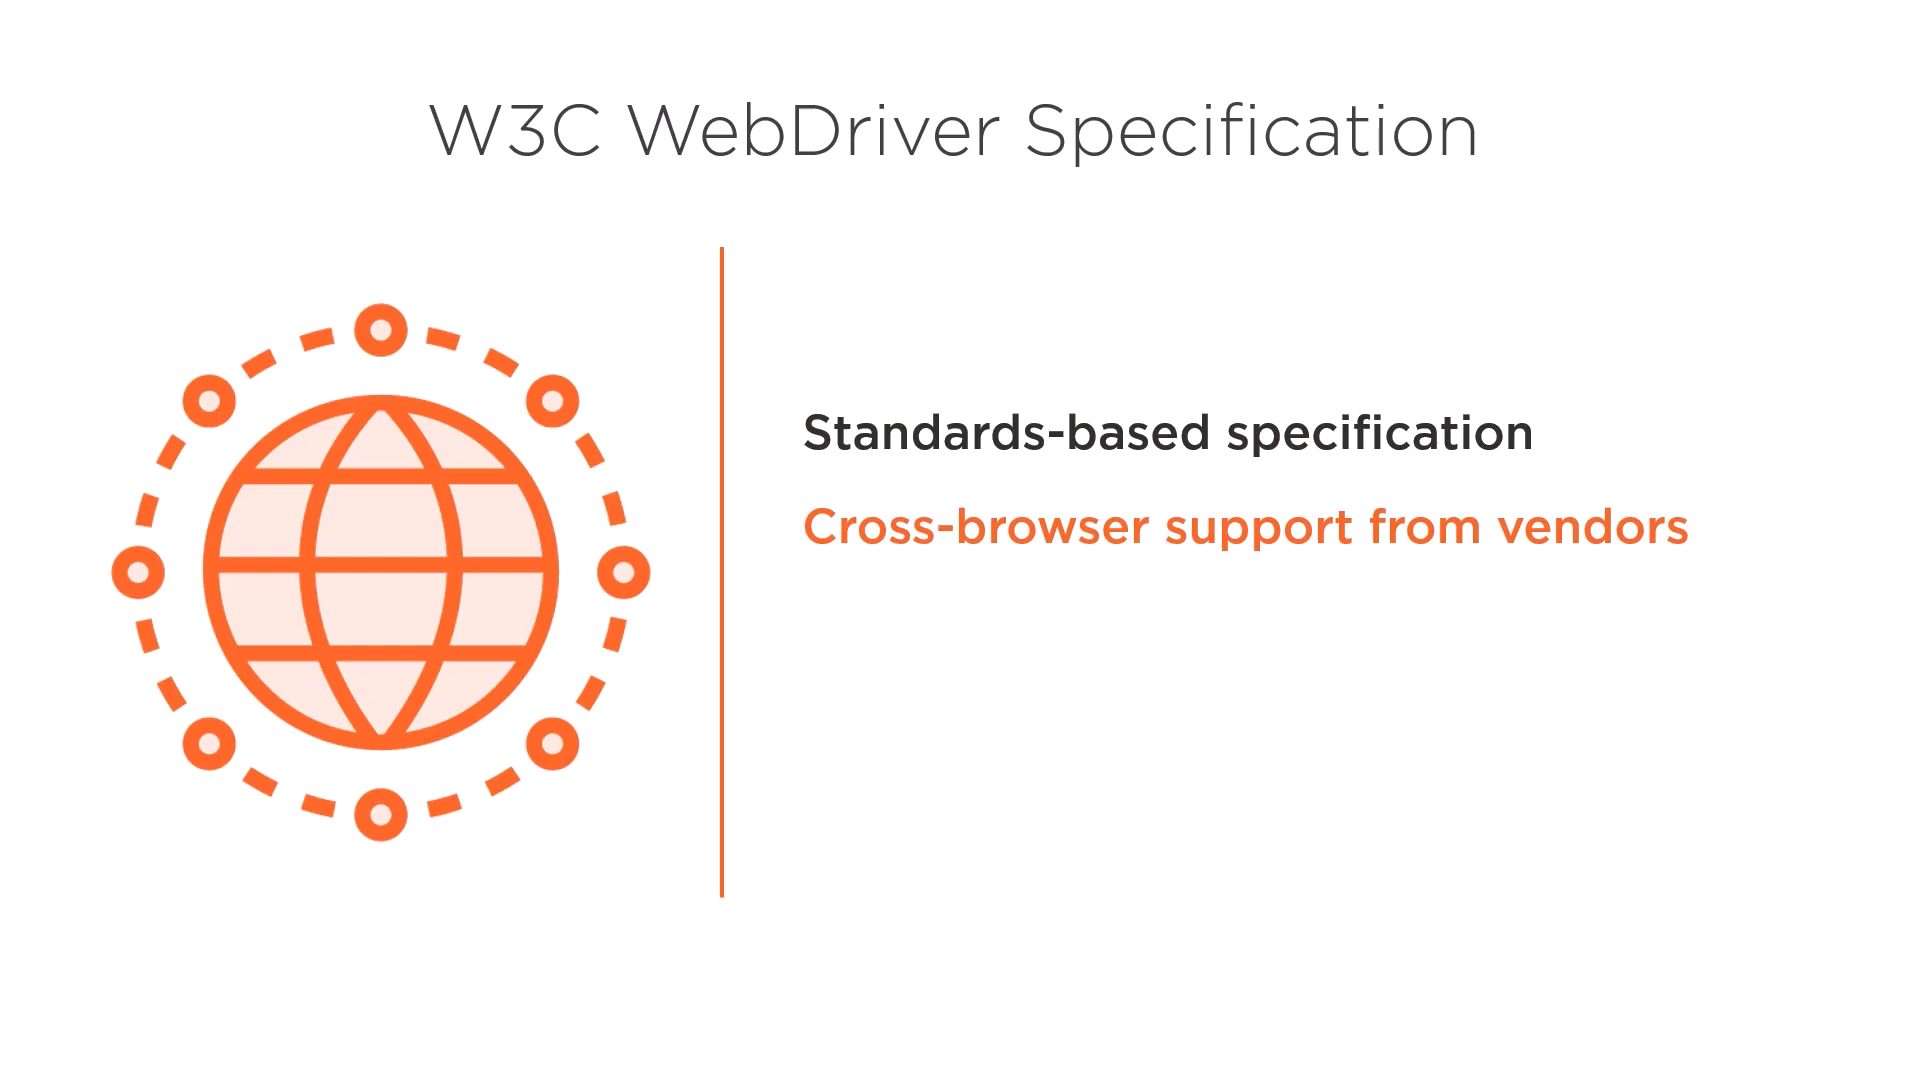 W3C WebDriver Specification
Standards-based specification
Cross-browser support from vendors